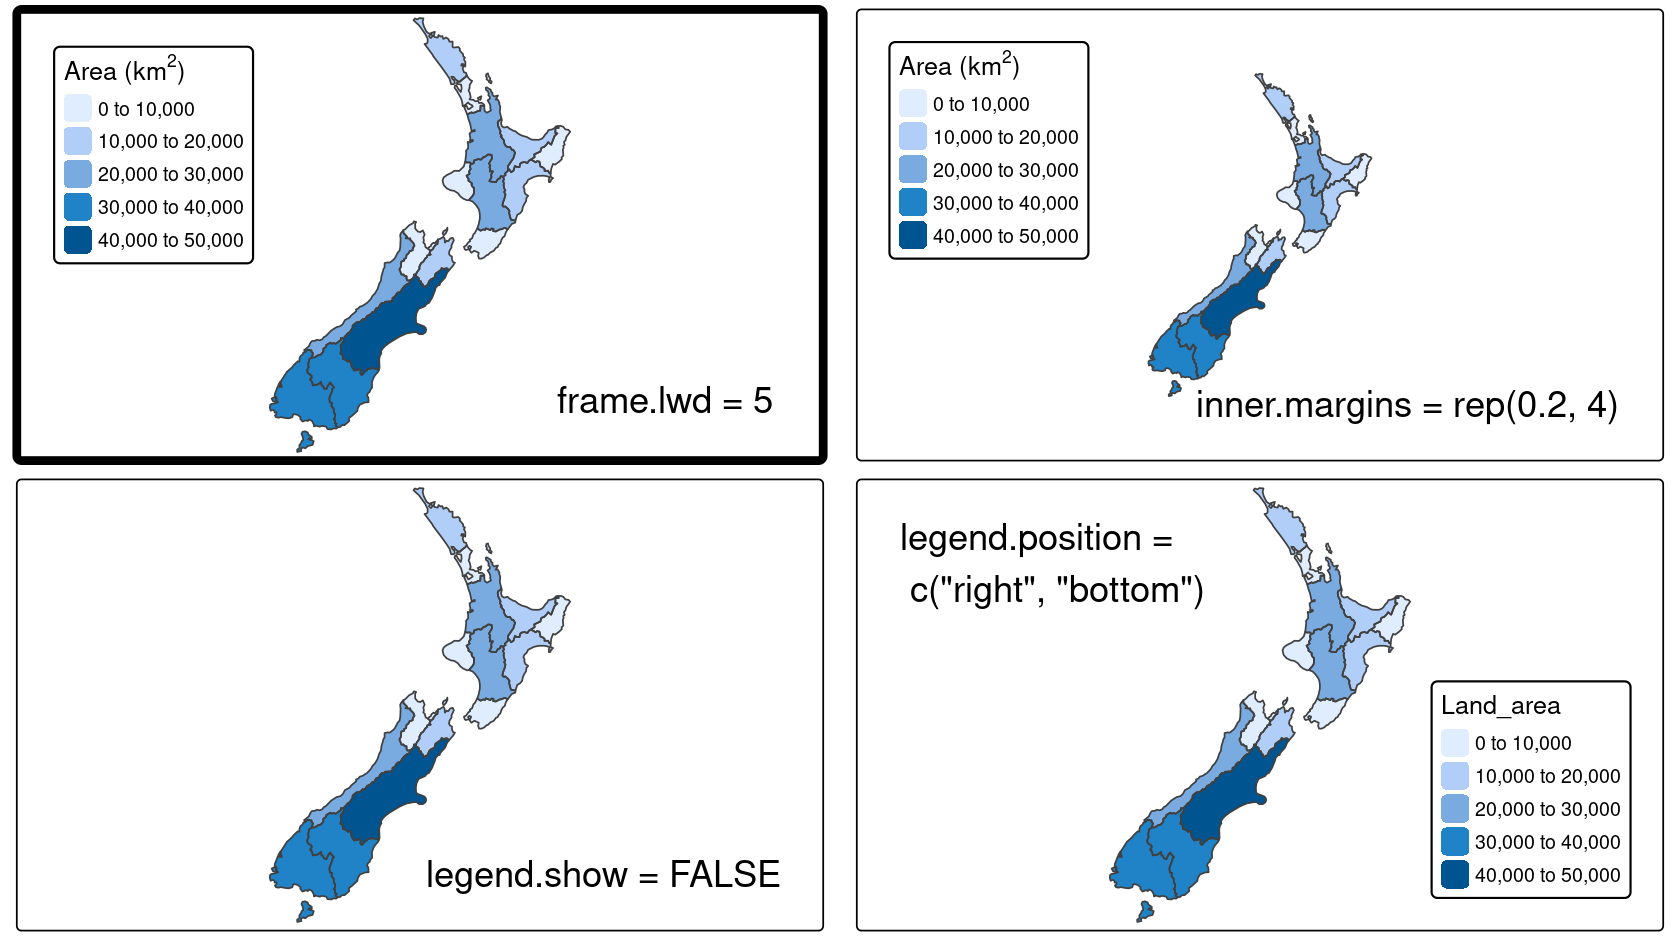 Area (km²)
0 to 10,000
10,000 to 20,000
20,000 to 30,000
30,000 to 40,000
40,000 to 50,000
frame.lwd = 5
Area (km²)
0 to 10,000
10,000 to 20,000
20,000 to 30,000
30,000 to 40,000
40,000 to 50,000
inner.margins = rep(0.2, 4)
legend.show = FALSE
legend.position =
c("right", "bottom")
Land_area
0 to 10,000
10,000 to 20,000
20,000 to 30,000
30,000 to 40,000
40,000 to 50,000